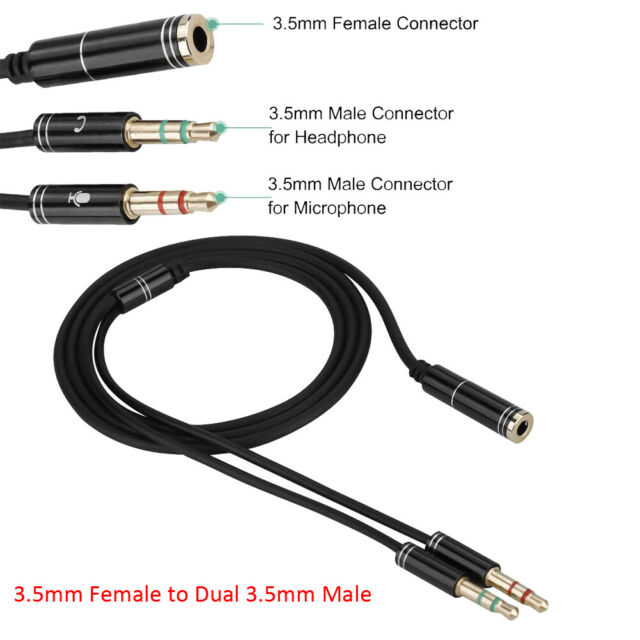 3.5mm Female Connector
3.5mm Male Connector
for Headphone
3.5mm Male Connector
for Microphone
3.5mm Female to Dual 3.5mm Male